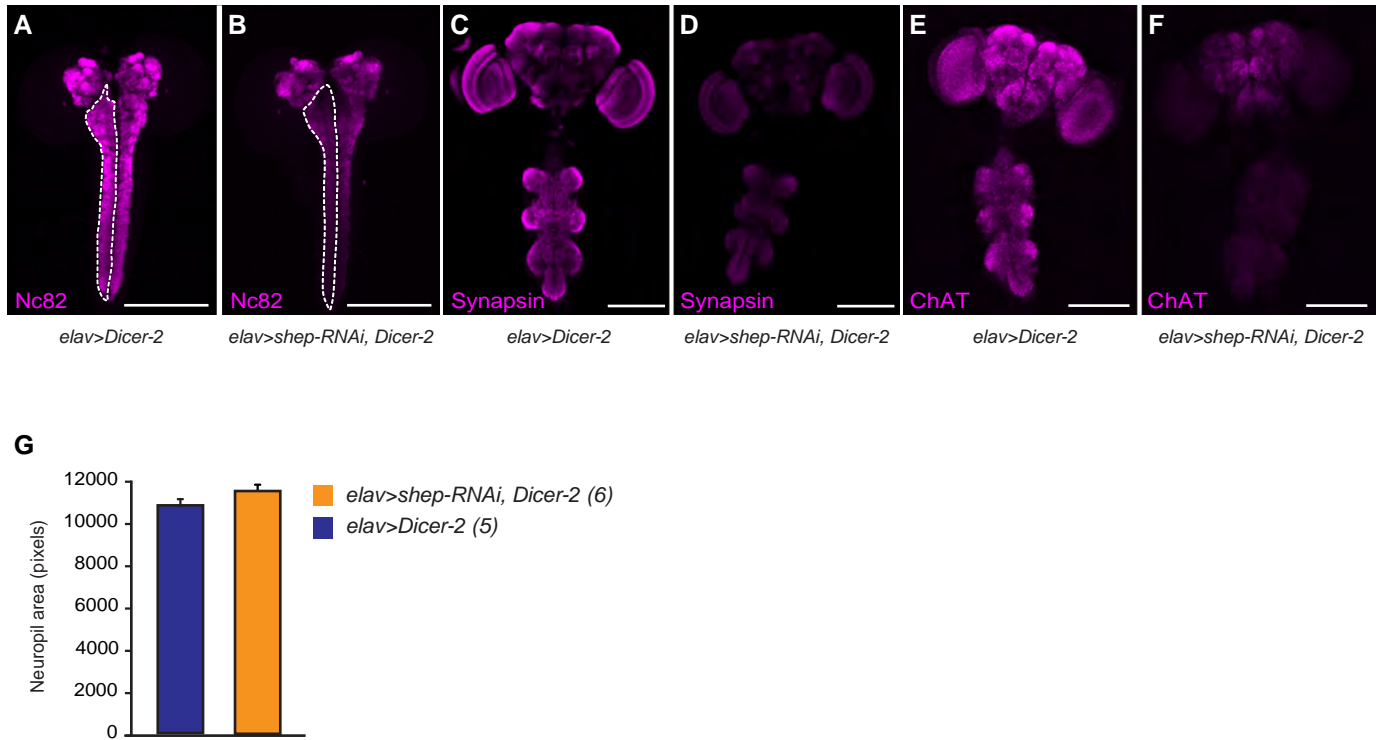 A
B
C
D
E
F
Nc82
Nc82
Synapsin
Synapsin
ChAT
ChAT
elav>Dicer-2
elav>shep-RNAi, Dicer-2
elav>Dicer-2
elav>shep-RNAi, Dicer-2
elav>Dicer-2
elav>shep-RNAi, Dicer-2
G
Neuropil area (pixels)
12000
10000
8000
6000
4000
2000
0
elav>shep-RNAi, Dicer-2 (6)
elav>Dicer-2 (5)